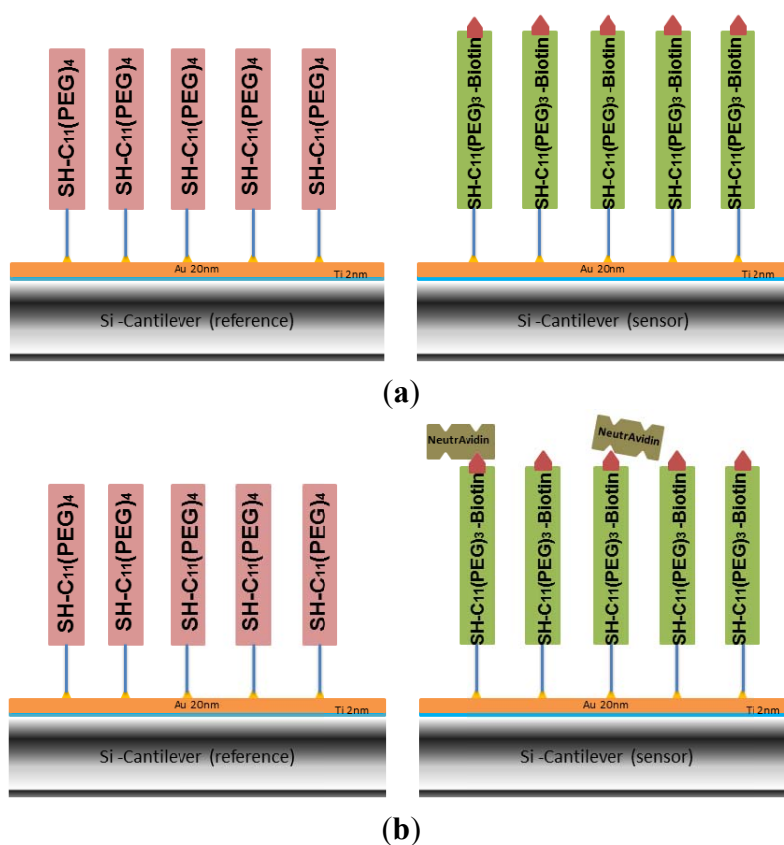 SH-C₁₁(PEG)₄
SH-C₁₁(PEG)₄
SH-C₁₁(PEG)₄
SH-C₁₁(PEG)₄
SH-C₁₁(PEG)₄
Au 20nm
Ti 2nm
Si -Cantilever (reference)
SH-C₁₁(PEG)₃-Biotin
SH-C₁₁(PEG)₃-Biotin
SH-C₁₁(PEG)₃-Biotin
SH-C₁₁(PEG)₃-Biotin
SH-C₁₁(PEG)₃-Biotin
Au 20nm
Ti 2nm
Si -Cantilever (sensor)
(a)
SH-C₁₁(PEG)₄
SH-C₁₁(PEG)₄
SH-C₁₁(PEG)₄
SH-C₁₁(PEG)₄
SH-C₁₁(PEG)₄
Au 20nm
Ti 2nm
Si -Cantilever (reference)
NeutrAvidin
NeutrAvidin
SH-C₁₁(PEG)₃-Biotin
SH-C₁₁(PEG)₃-Biotin
SH-C₁₁(PEG)₃-Biotin
SH-C₁₁(PEG)₃-Biotin
SH-C₁₁(PEG)₃-Biotin
Au 20nm
Ti 2nm
Si -Cantilever (sensor)
(b)